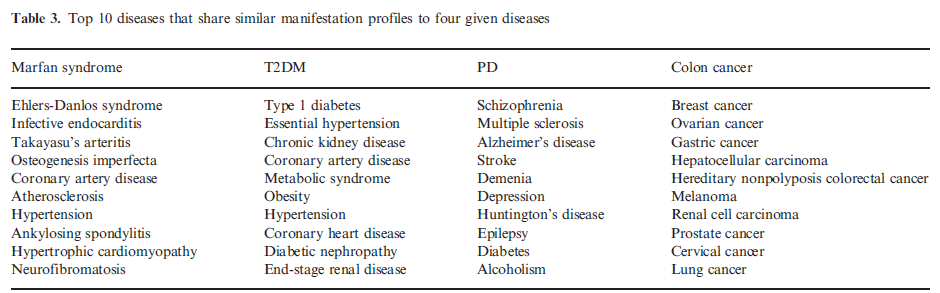 Table 3. Top 10 diseases that share similar manifestation profiles to four given diseases
Marfan syndrome T2DM PD Colon cancer
Ehlers-Danlos syndrome Type 1 diabetes Schizophrenia Breast cancer
Infective endocarditis Essential hypertension Multiple sclerosis Ovarian cancer
Takayasu's arteritis Chronic kidney disease Alzheimer's disease Gastric cancer
Osteogenesis imperfecta Coronary artery disease Stroke Hepatocellular carcinoma
Coronary artery disease Metabolic syndrome Demenia Hereditary nonpolyposis colorectal cancer
Atherosclerosis Obesity Depression Melanoma
Hypertension Hypertension Huntington's disease Renal cell carcinoma
Ankylosing spondylitis Coronary heart disease Epilepsy Prostate cancer
Hypertrophic cardiomyopathy Diabetic nephropathy Diabetes Cervical cancer
Neurofibromatosis End-stage renal disease Alcoholism Lung cancer